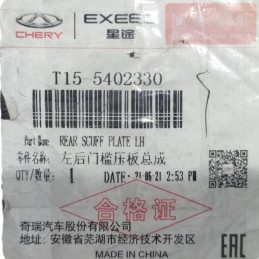 CHERY EXEED
星途
T15 5402330
Part Name REAR SCUFF PLATE LH
零件名称: 左后门槛压板总成
QTY/数量: 1 DATE: 21-06-21 2:53 PM
合格证
奇瑞汽车股份有限公司
地址: 安徽省芜湖市经济技术开发区
MADE IN CHINA
EAC